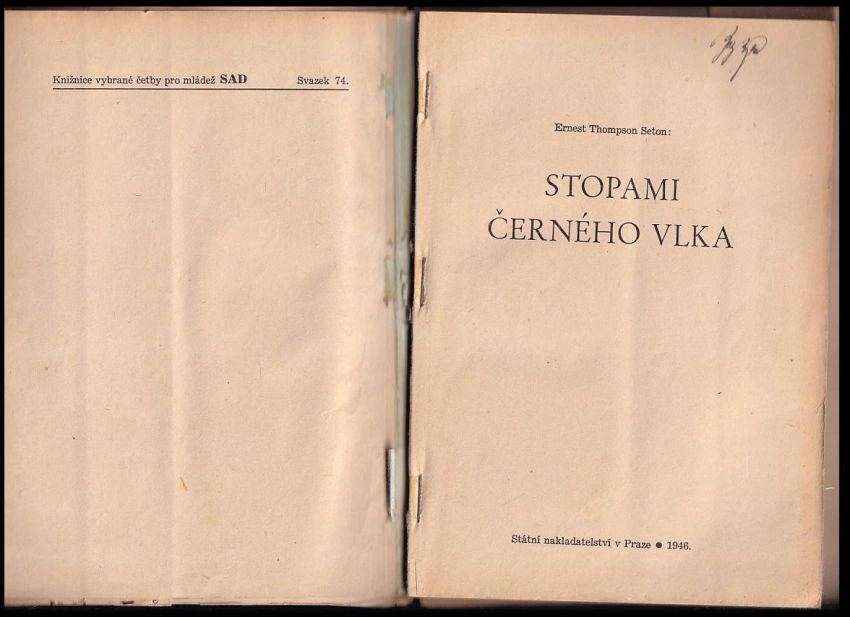 Knižnice vybrané četby pro mládež SAD Svazek 74.
Ernest Thompson Seton:
STOPAMI
ČERNÉHO VLKA
Státní nakladatelství v Praze ● 1946.